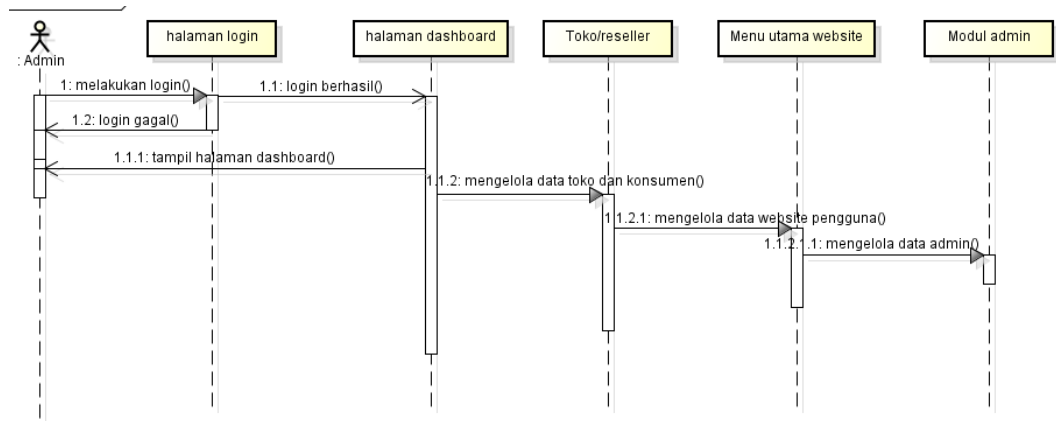 halaman login
halaman dashboard
Toko/reseller
Menu utama website
Modul admin
: Admin
1: melakukan login()
1.1: login berhasil()
1.2: login gagal()
1.1.1: tampil halaman dashboard()
1.1.2: mengelola data toko dan konsumen()
1.1.2.1: mengelola data website pengguna()
1.1.2.1.1: mengelola data admin()